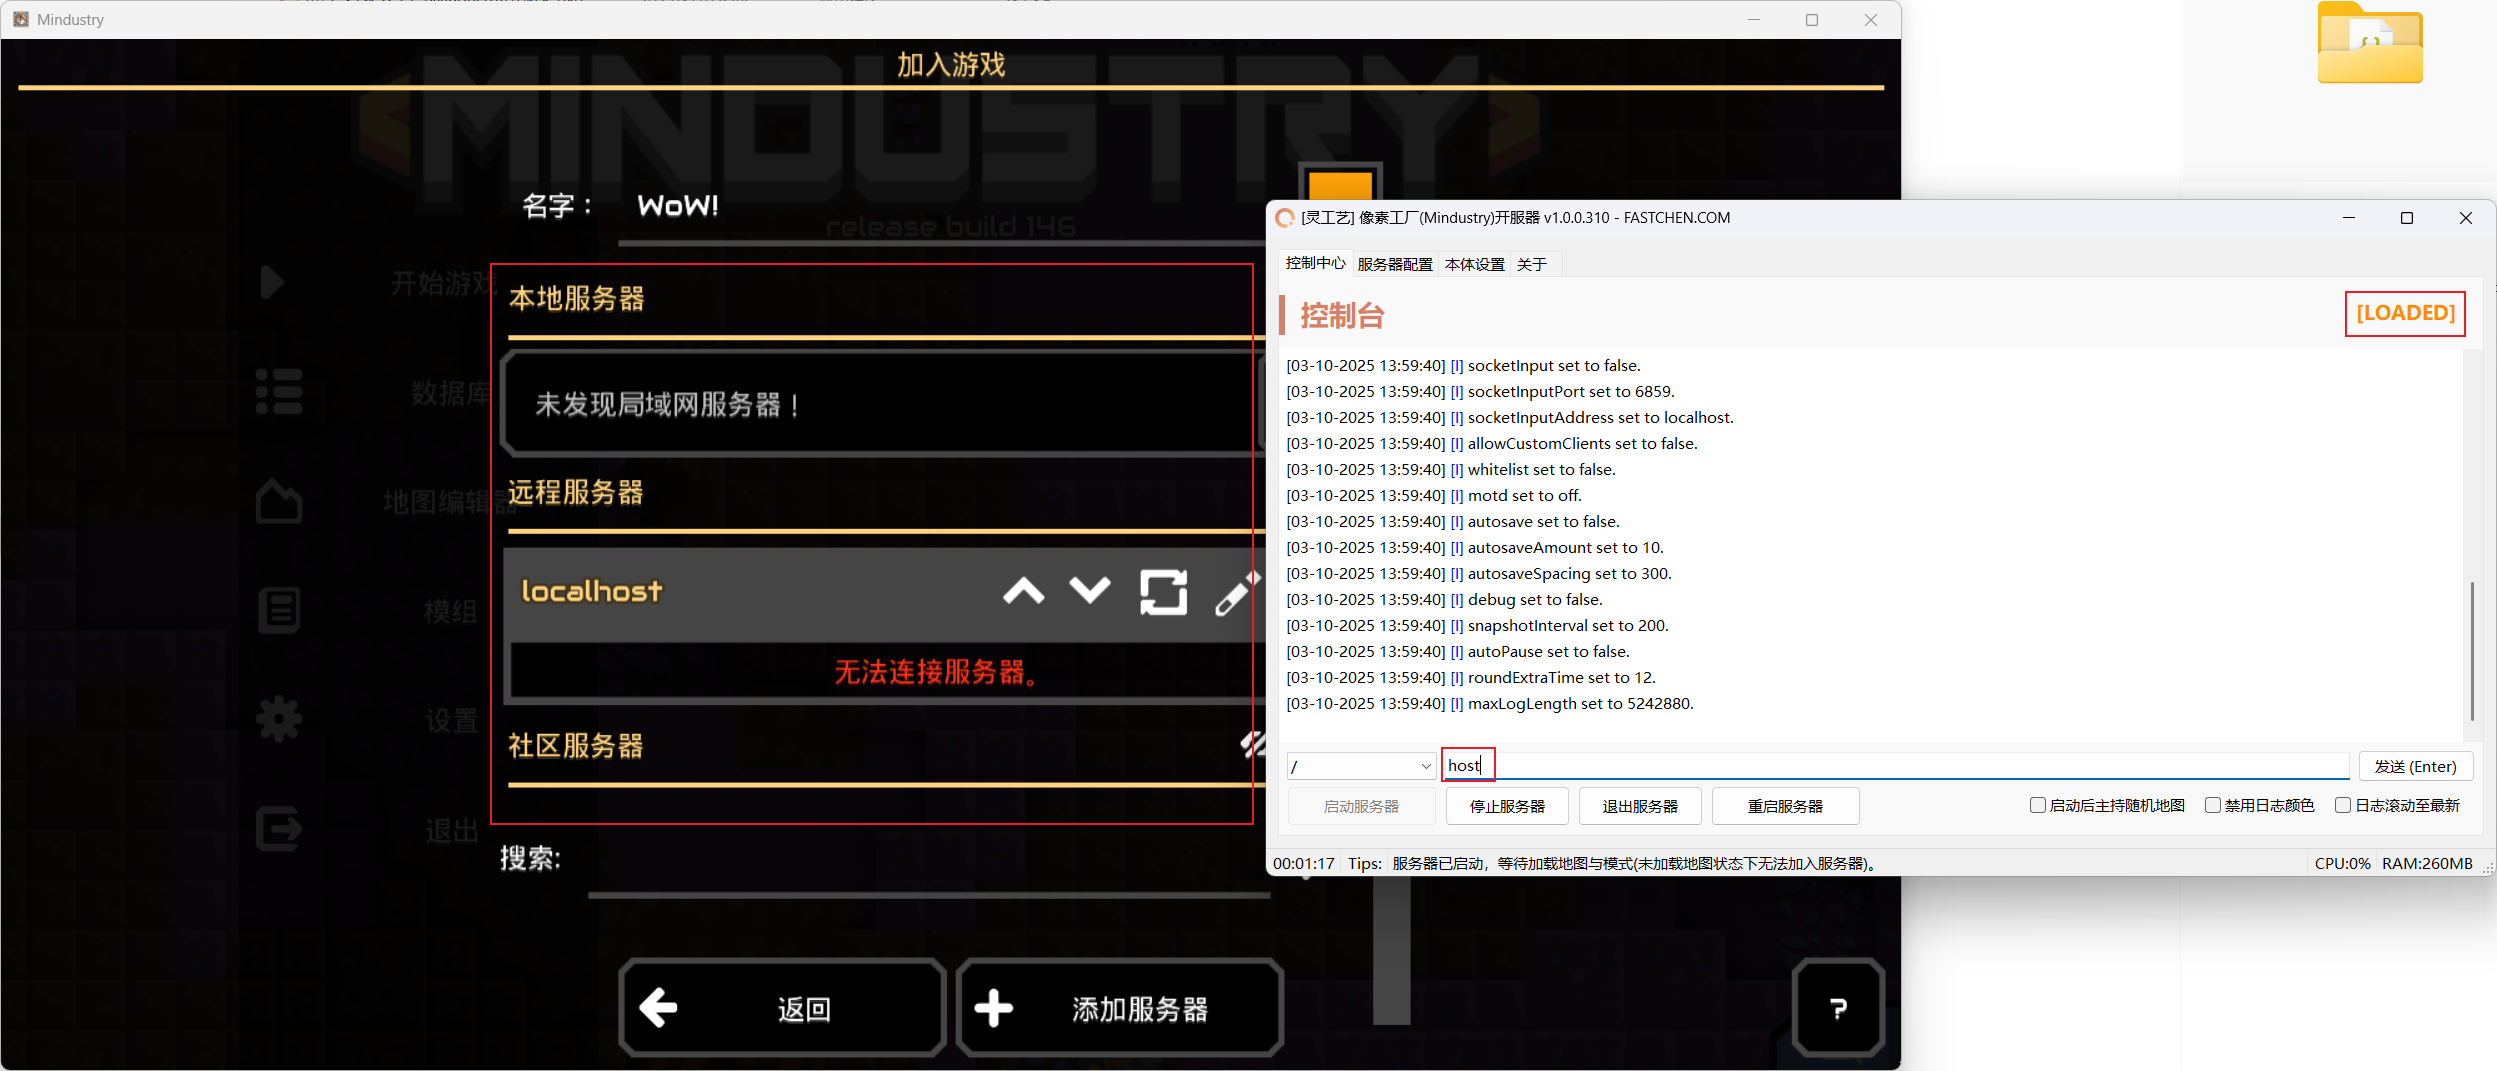 Mindustry
加入游戏
MINDUSTRY
名字：
WoW!
release build 146
开始游戏
本地服务器
数据库
未发现局域网服务器！
地图编辑器
远程服务器
localhost
模组
无法连接服务器。
设置
社区服务器
退出
搜索:
返回
添加服务器
?
[灵工艺] 像素工厂(Mindustry)开服器 v1.0.0.310 - FASTCHEN.COM
控制中心 服务器配置 本体设置 关于
控制台
[LOADED]
[03-10-2025 13:59:40] [I] socketInput set to false.
[03-10-2025 13:59:40] [I] socketInputPort set to 6859.
[03-10-2025 13:59:40] [I] socketInputAddress set to localhost.
[03-10-2025 13:59:40] [I] allowCustomClients set to false.
[03-10-2025 13:59:40] [I] whitelist set to false.
[03-10-2025 13:59:40] [I] motd set to off.
[03-10-2025 13:59:40] [I] autosave set to false.
[03-10-2025 13:59:40] [I] autosaveAmount set to 10.
[03-10-2025 13:59:40] [I] autosaveSpacing set to 300.
[03-10-2025 13:59:40] [I] debug set to false.
[03-10-2025 13:59:40] [I] snapshotInterval set to 200.
[03-10-2025 13:59:40] [I] autoPause set to false.
[03-10-2025 13:59:40] [I] roundExtraTime set to 12.
[03-10-2025 13:59:40] [I] maxLogLength set to 5242880.
/
host
发送 (Enter)
启动服务器 停止服务器 退出服务器 重启服务器
启动后主持随机地图 禁用日志颜色 日志滚动至最新
00:01:17 Tips: 服务器已启动，等待加载地图与模式(未加载地图状态下无法加入服务器)。
CPU:0% RAM:260MB